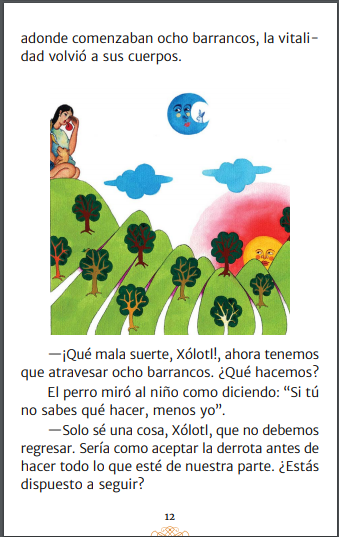 adonde comenzaban ocho barrancos, la vitali-
dad volvió a sus cuerpos.
—¡Qué mala suerte, Xólotl!, ahora tenemos
que atravesar ocho barrancos. ¿Qué hacemos?
El perro miró al niño como diciendo: “Si tú
no sabes qué hacer, menos yo”.
—Solo sé una cosa, Xólotl, que no debemos
regresar. Sería como aceptar la derrota antes de
hacer todo lo que esté de nuestra parte. ¿Estás
dispuesto a seguir?
12